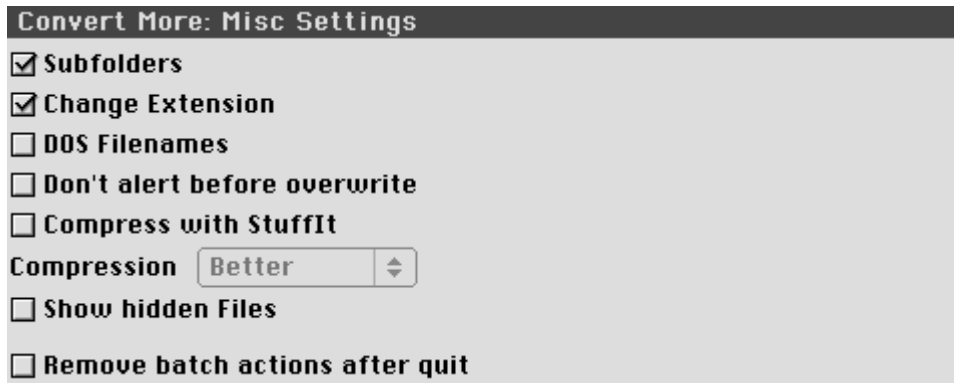 Convert More: Misc Settings
Subfolders
Change Extension
DOS Filenames
Don't alert before overwrite
Compress with StuffIt
Compression Better
Show hidden Files
Remove batch actions after quit